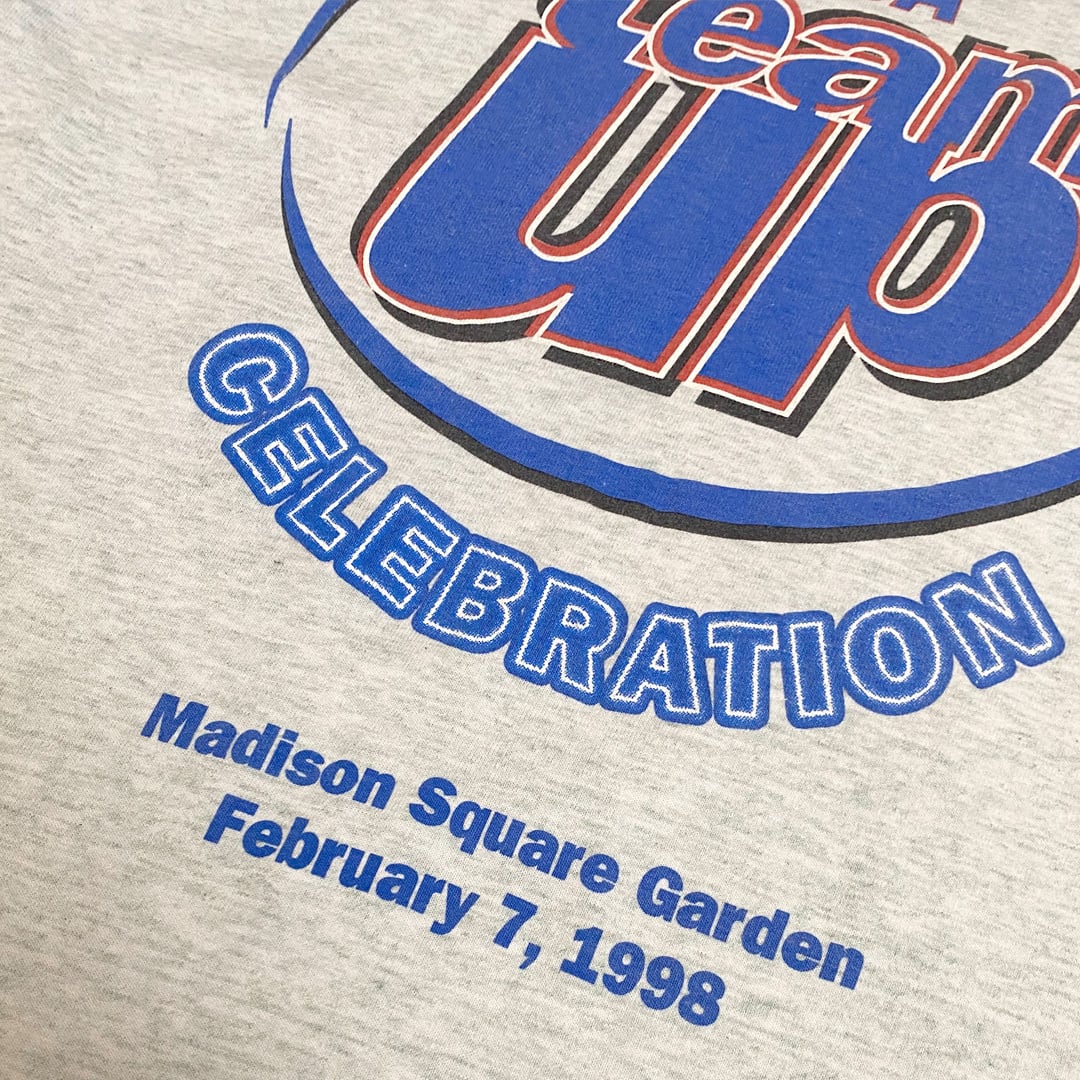 team
up
CELEBRATION
Madison Square Garden
February 7, 1998